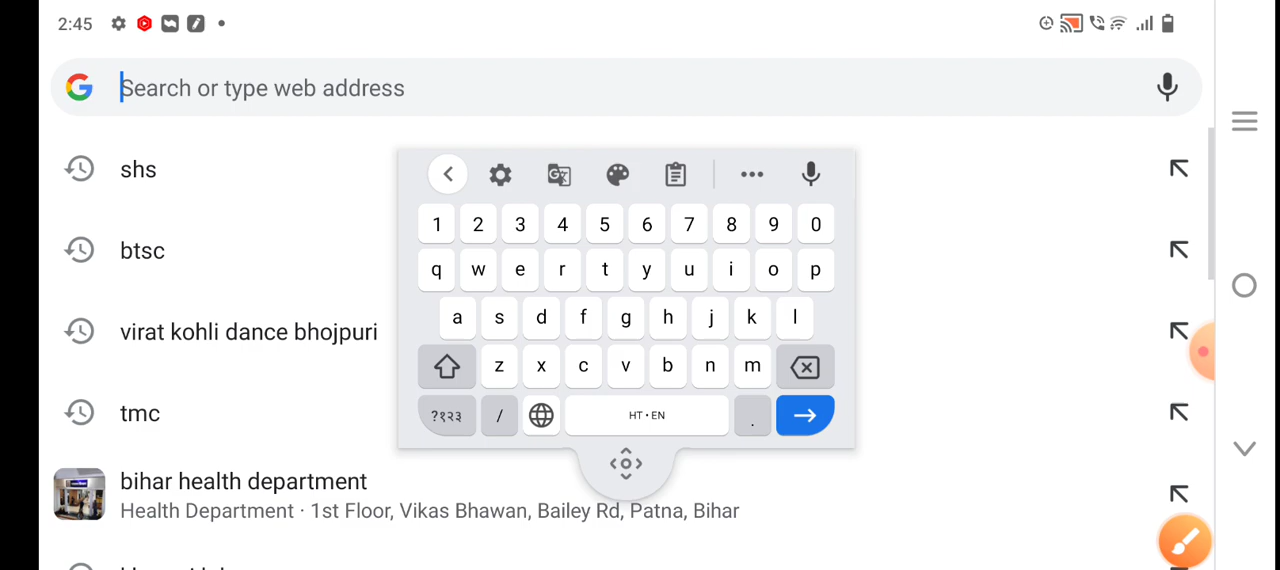 2:45
Search or type web address
shs
btsc
virat kohli dance bhojpuri
tmc
bihar health department
Health Department · 1st Floor, Vikas Bhawan, Bailey Rd, Patna, Bihar
1 2 3 4 5 6 7 8 9 0
q w e r t y u i o p
a s d f g h j k l
z x c v b n m
?१२३ / HT • EN .